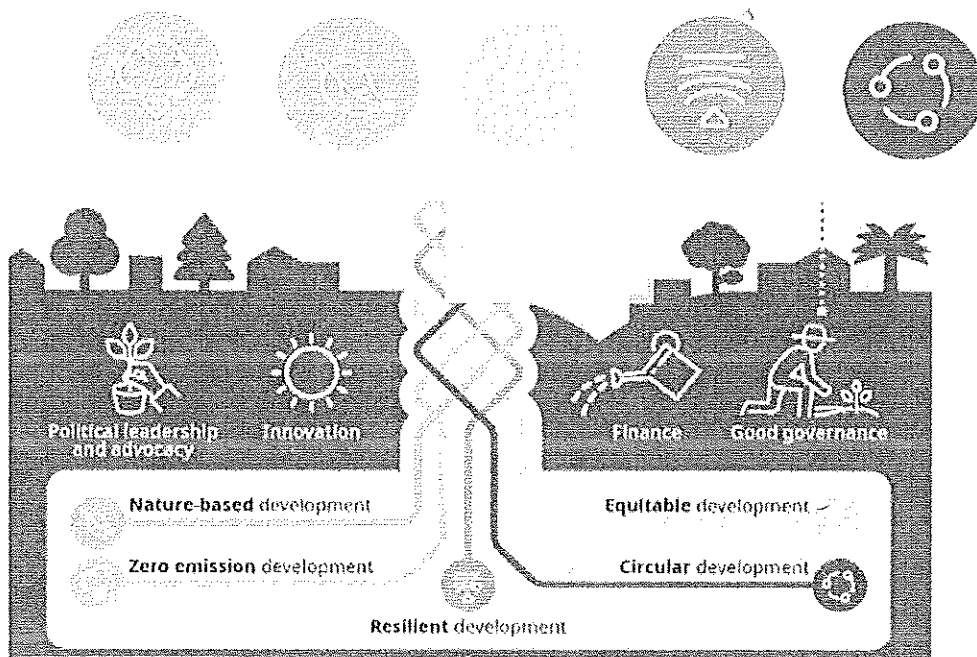 Political leadership
and advocacy
Innovation
Finance
Good governance
Nature-based development
Equitable development
Zero emission development
Circular development
Resilient development